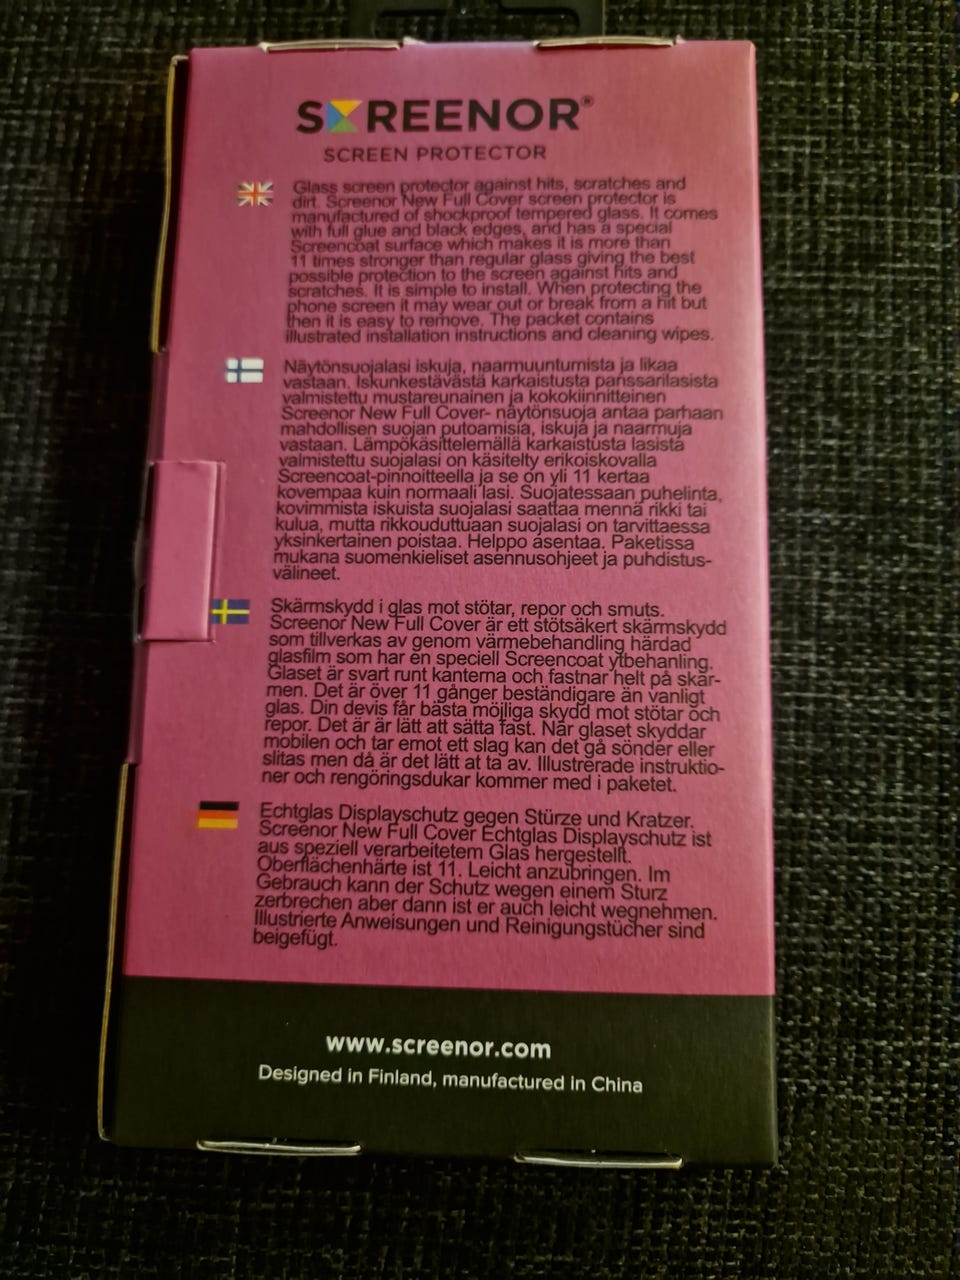 SCREENOR®
SCREEN PROTECTOR
Glass screen protector against hits, scratches and
dirt. Screenor New Full Cover screen protector is
manufactured of shockproof tempered glass. It comes
with full glue and black edges, and has a special
Screencoat surface which makes it is more than
11 times stronger than regular glass giving the best
possible protection to the screen against hits and
scratches. It is simple to install. When protecting the
phone screen it may wear out or break from a hit but
then it is easy to remove. The packet contains
illustrated installation instructions and cleaning wipes.
Näytönsuojalasi iskuja, naarmuuntumista ja likaa
vastaan. Iskunkestävästä karkaistusta panssarilasista
valmistettu mustareunainen ja kokokiinnitteinen
Screenor New Full Cover- näytönsuoja antaa parhaan
mahdollisen suojan putoamisia, iskuja ja naarmuja
vastaan. Lämpökäsittelemällä karkaistusta lasista
valmistettu suojalasi on käsitelty erikoiskovalla
Screencoat-pinnoitteella ja se on yli 11 kertaa
kovempaa kuin normaali lasi. Suojatessaan puhelinta,
kovimmista iskuista suojalasi saattaa mennä rikki tai
kulua, mutta rikkouduttuaan suojalasi on tarvittaessa
yksinkertainen poistaa. Helppo asentaa. Paketissa
mukana suomenkieliset asennusohjeet ja puhdistus-
välineet.
Skärmskydd i glas mot stötar, repor och smuts.
Screenor New Full Cover är ett stötsäkert skärmskydd
som tillverkas av genom värmebehandling härdad
glasfilm som har en speciell Screencoat ytbehanling.
Glaset är svart runt kanterna och fastnar helt på skär-
men. Det är över 11 gånger beständigare än vanligt
glas. Din devis får bästa möjliga skydd mot stötar och
repor. Det är är lätt att sätta fast. När glaset skyddar
mobilen och tar emot ett slag kan det gå sönder eller
slitas men då är det lätt at ta av. Illustrerade instruktio-
ner och rengöringsdukar kommer med i paketet.
Echtglas Displayschutz gegen Stürze und Kratzer.
Screenor New Full Cover Echtglas Displayschutz ist
aus speziell verarbeitetem Glas hergestellt.
Oberflächenhärte ist 11. Leicht anzubringen. Im
Gebrauch kann der Schutz wegen einem Sturz
zerbrechen aber dann ist er auch leicht wegnehmen.
Illustrierte Anweisungen und Reinigungstücher sind
beigefügt.
www.screenor.com
Designed in Finland, manufactured in China